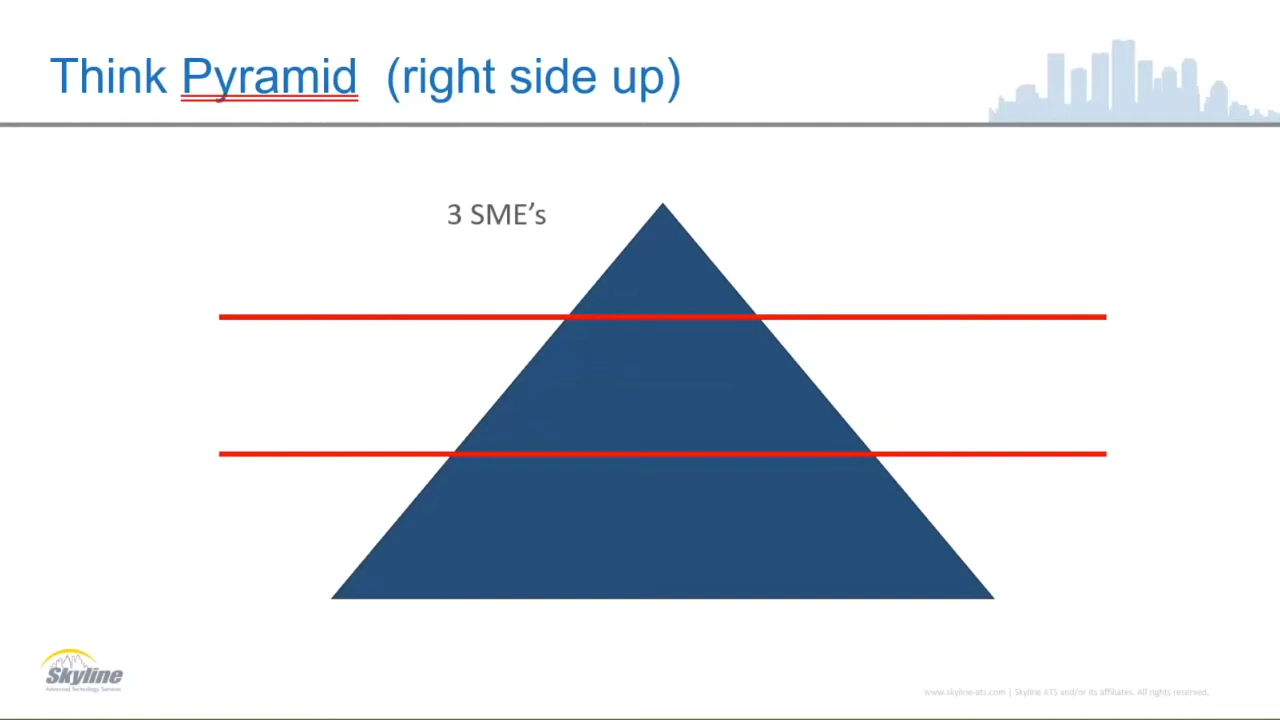 Think Pyramid  (right side up)
3 SME’s
Skyline
Advanced Technology Services
www.skyline-ats.com | Skyline ATS and/or its affiliates. All rights reserved.